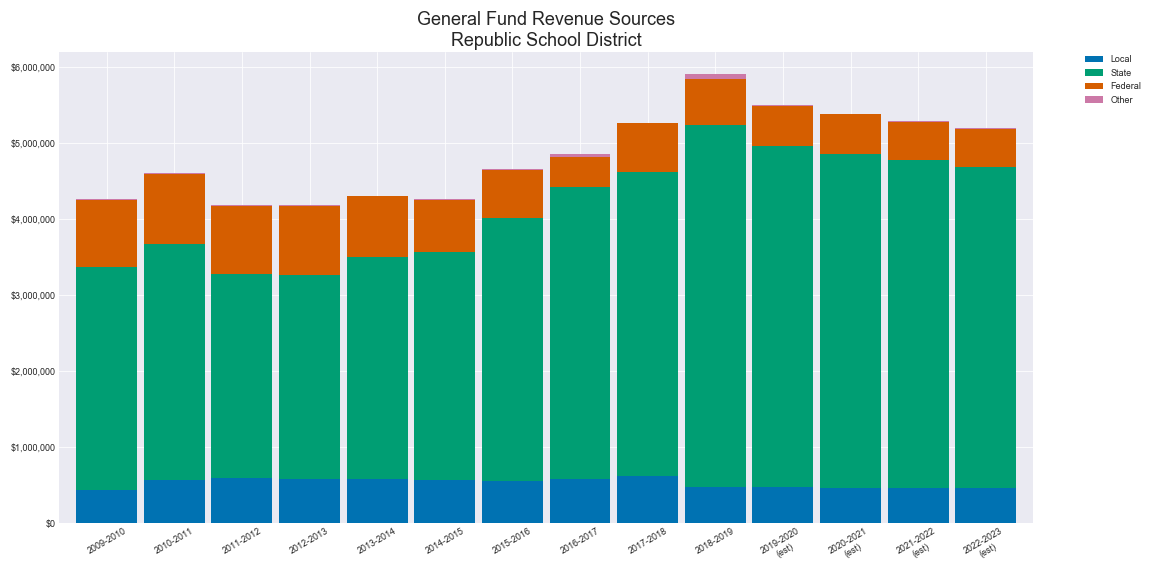 General Fund Revenue Sources
Republic School District
Local
State
Federal
Other
$6,000,000
$5,000,000
$4,000,000
$3,000,000
$2,000,000
$1,000,000
$0
2009-2010
2010-2011
2011-2012
2012-2013
2013-2014
2014-2015
2015-2016
2016-2017
2017-2018
2018-2019
2019-2020
(est)
2020-2021
(est)
2021-2022
(est)
2022-2023
(est)